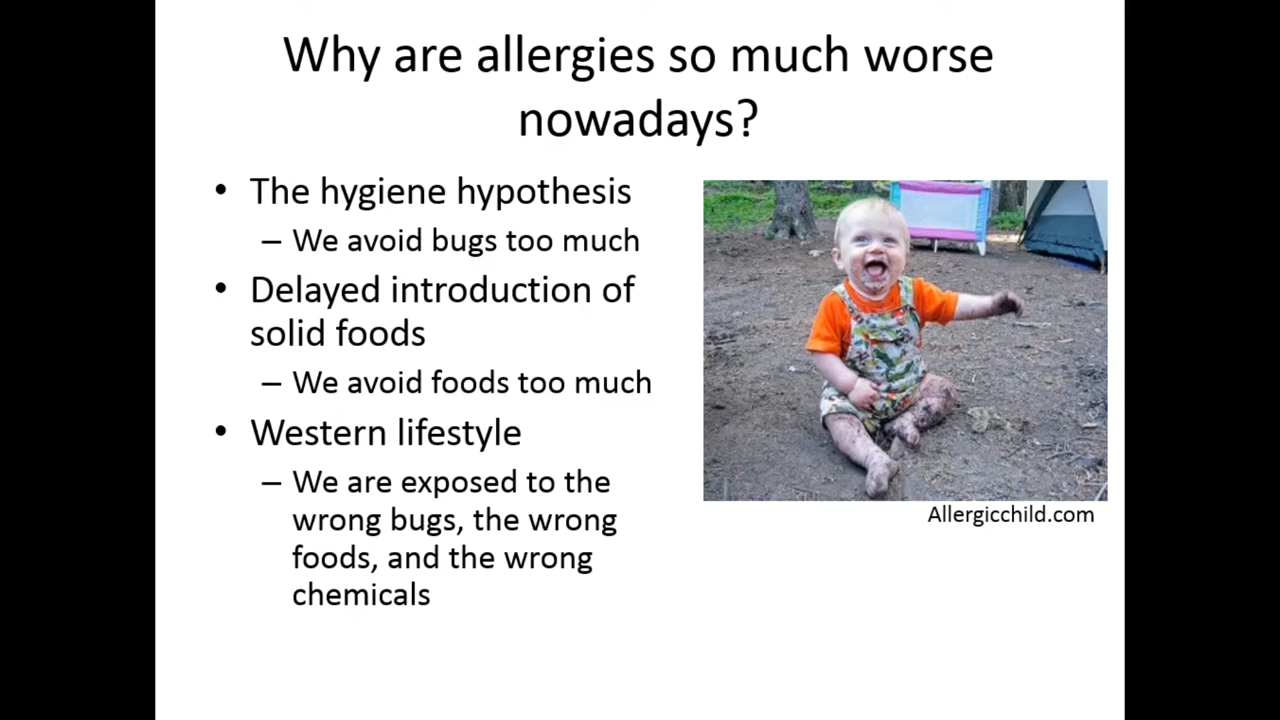 Why are allergies so much worse
nowadays?
• The hygiene hypothesis
– We avoid bugs too much
• Delayed introduction of
solid foods
– We avoid foods too much
• Western lifestyle
– We are exposed to the
wrong bugs, the wrong
foods, and the wrong
chemicals
Allergicchild.com